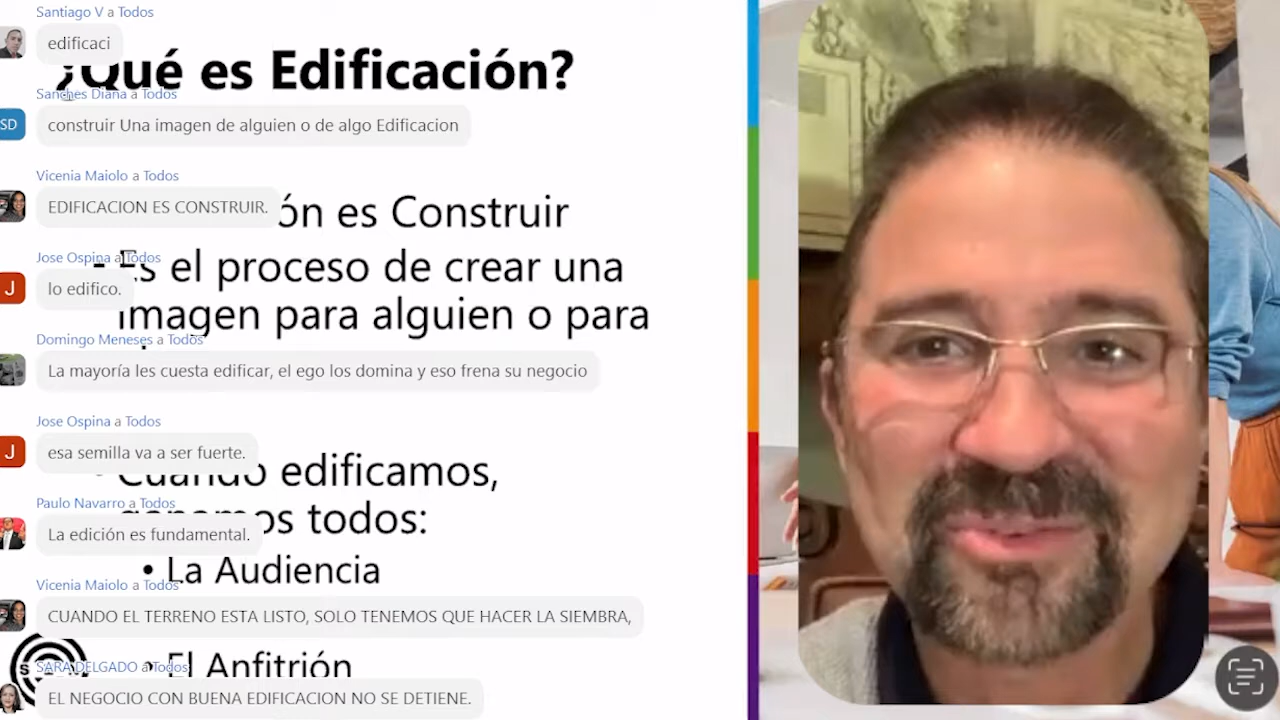 Santiago V a Todos
edificaci
¿Qué es Edificación?
Sanches Diana a Todos
SD
construir Una imagen de alguien o de algo Edificacion
Vicenia Maiolo a Todos
EDIFICACION ES CONSTRUIR.
ón es Construir
Jose Ospina a Todos
Es el proceso de crear una
J
lo edifico.
imagen para alguien o para
Domingo Meneses a Todos
La mayoría les cuesta edificar, el ego los domina y eso frena su negocio
Jose Ospina a Todos
J
esa semilla va a ser fuerte.
Cuando edificamos,
Paulo Navarro a Todos
ganamos todos:
La edición es fundamental.
• La Audiencia
Vicenia Maiolo a Todos
CUANDO EL TERRENO ESTA LISTO, SOLO TENEMOS QUE HACER LA SIEMBRA,
• El Anfitrión
SARA DELGADO a Todos
EL NEGOCIO CON BUENA EDIFICACION NO SE DETIENE.